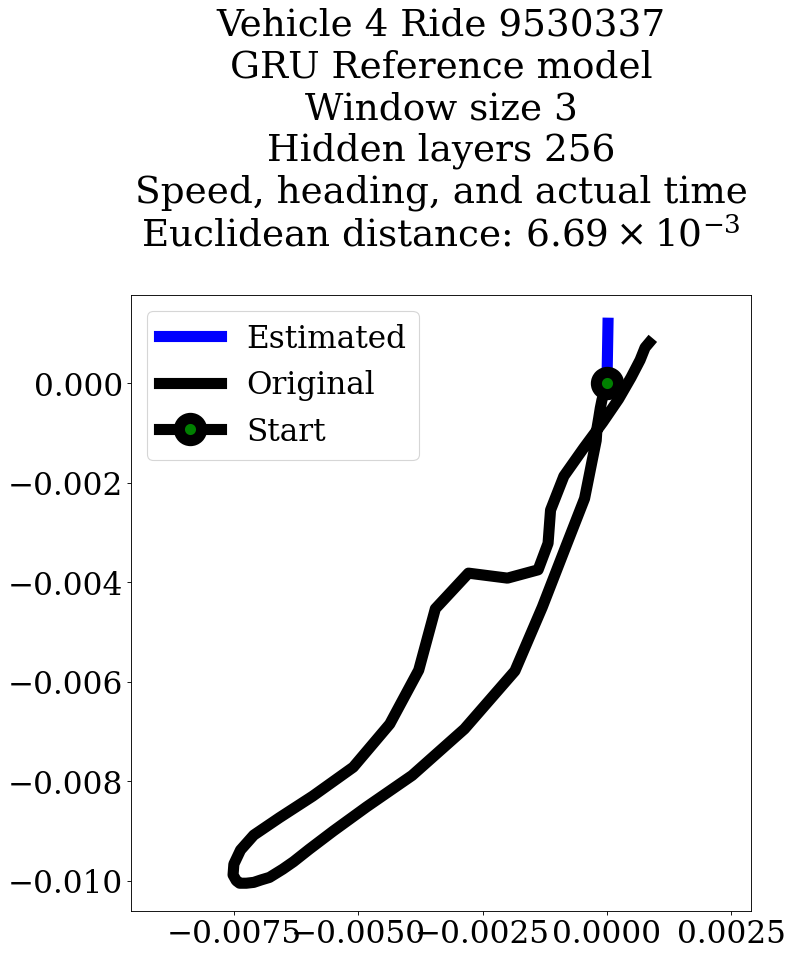 Vehicle 4 Ride 9530337
GRU Reference model
Window size 3
Hidden layers 256
Speed, heading, and actual time
Euclidean distance: 6.69 × 10⁻³
Estimated
Original
Start
0.000
−0.002
−0.004
−0.006
−0.008
−0.010
−0.0075 −0.0050 −0.0025 0.0000 0.0025